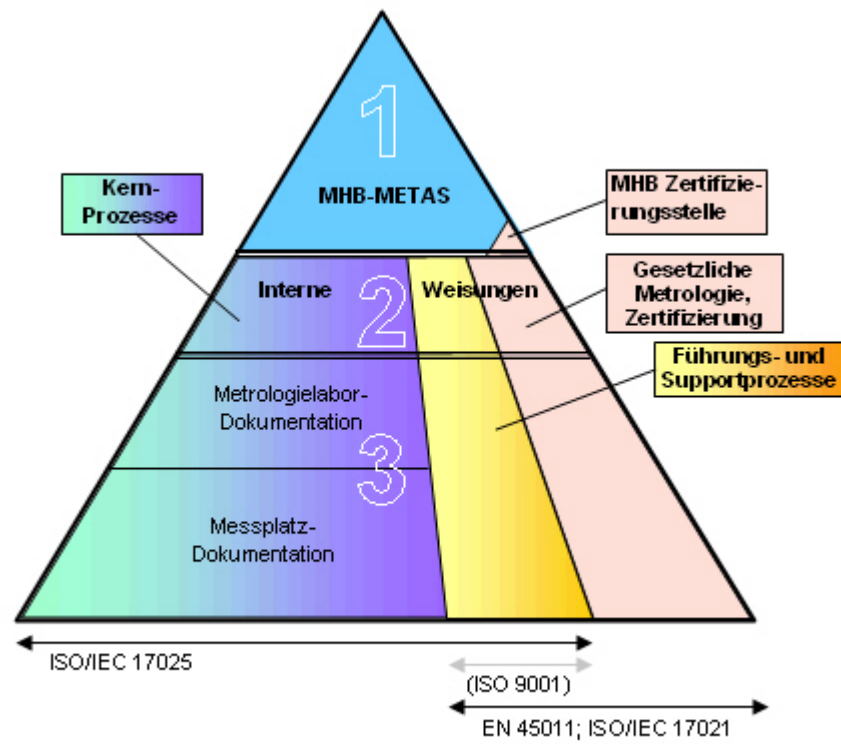 1
MHB-METAS
Kern-
Prozesse
MHB Zertifizie-
rungsstelle
Interne
2
Weisungen
Gesetzliche
Metrologie,
Zertifizierung
Führungs- und
Supportprozesse
Metrologielabor-
Dokumentation
3
Messplatz-
Dokumentation
ISO/IEC 17025
(ISO 9001)
EN 45011; ISO/IEC 17021